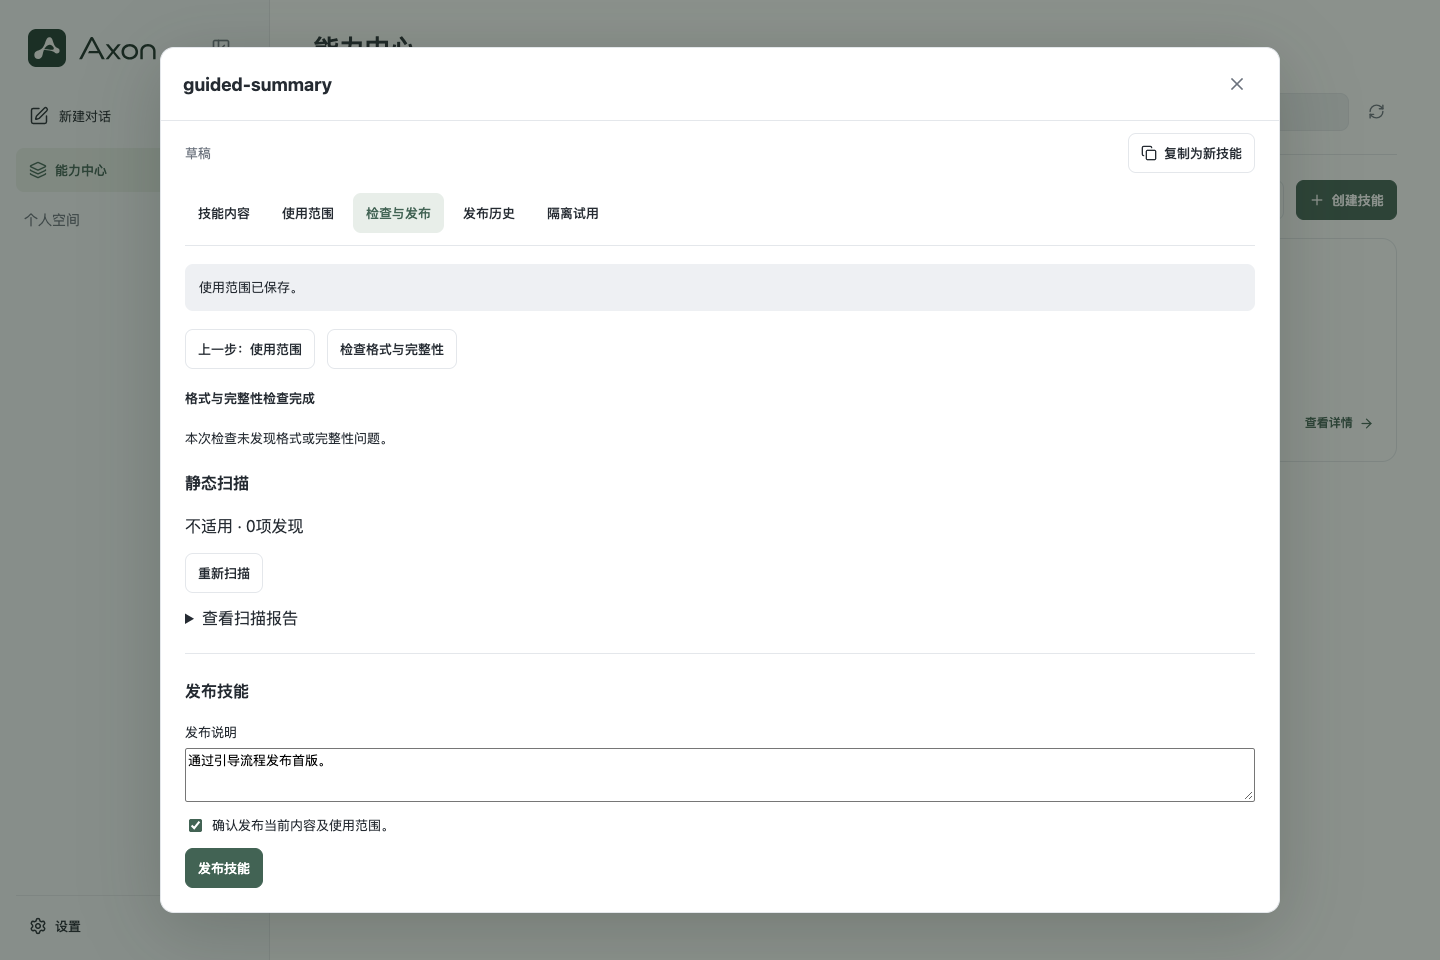 Axon
能力中心
新建对话
能力中心
个人空间
创建技能
查看详情
设置
guided-summary
草稿
复制为新技能
技能内容
使用范围
检查与发布
发布历史
隔离试用
使用范围已保存。
上一步：使用范围
检查格式与完整性
格式与完整性检查完成
本次检查未发现格式或完整性问题。
静态扫描
不适用 · 0项发现
重新扫描
查看扫描报告
发布技能
发布说明
通过引导流程发布首版。
确认发布当前内容及使用范围。
发布技能